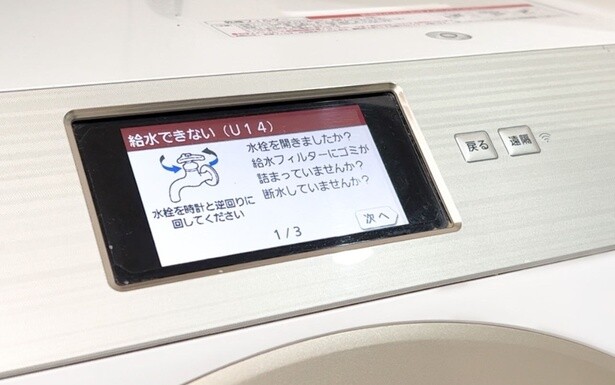 給水できない（U14）
水栓を開きましたか？
給水フィルターにゴミが
詰まっていませんか？
断水していませんか？
水栓を時計と逆回りに
回してください
1/3
次へ
戻る
遠隔